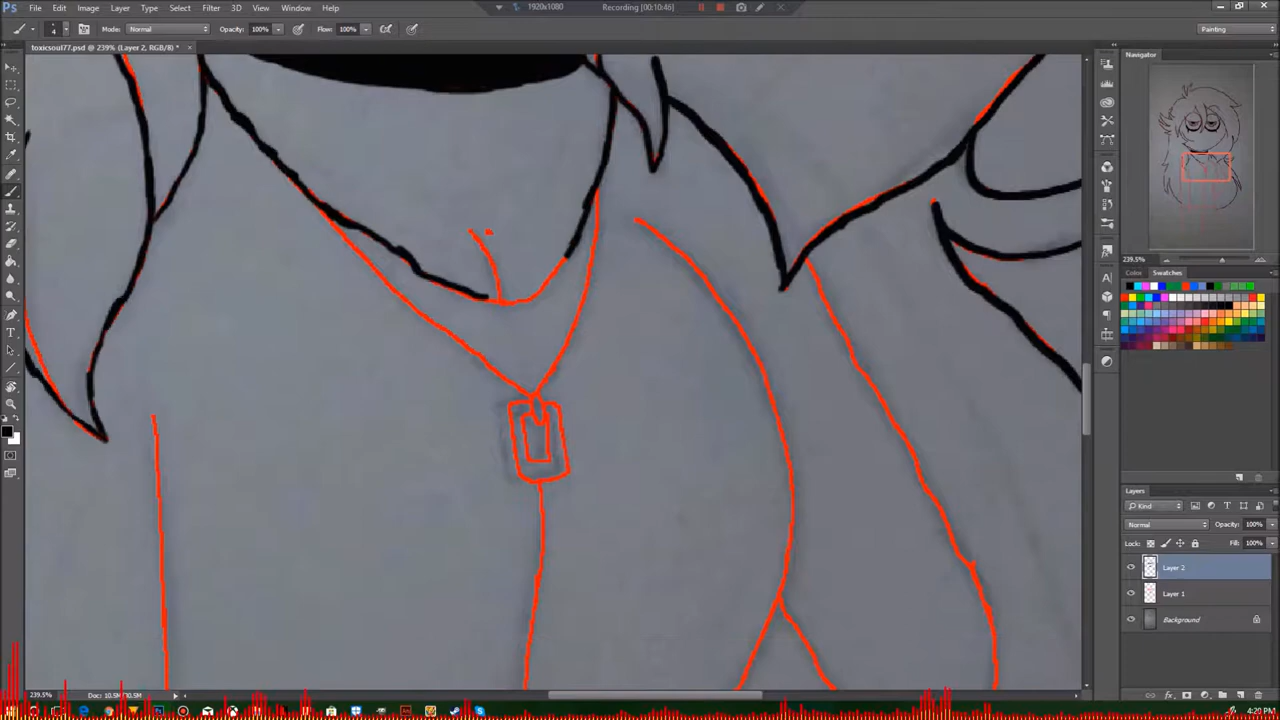 Ps File Edit Image Layer Type Select Filter 3D View Window Help
1920x1080 Recording [00:10:46]
4 Mode: Normal Opacity: 100% Flow: 100% Painting
toxicsoul77.psd @ 239% (Layer 2, RGB/8) * ×
Navigator
239.5%
Color Swatches
Layers
Kind
Normal Opacity: 100%
Lock: Fill: 100%
Layer 2
Layer 1
Background
239.5%
4:20 PM